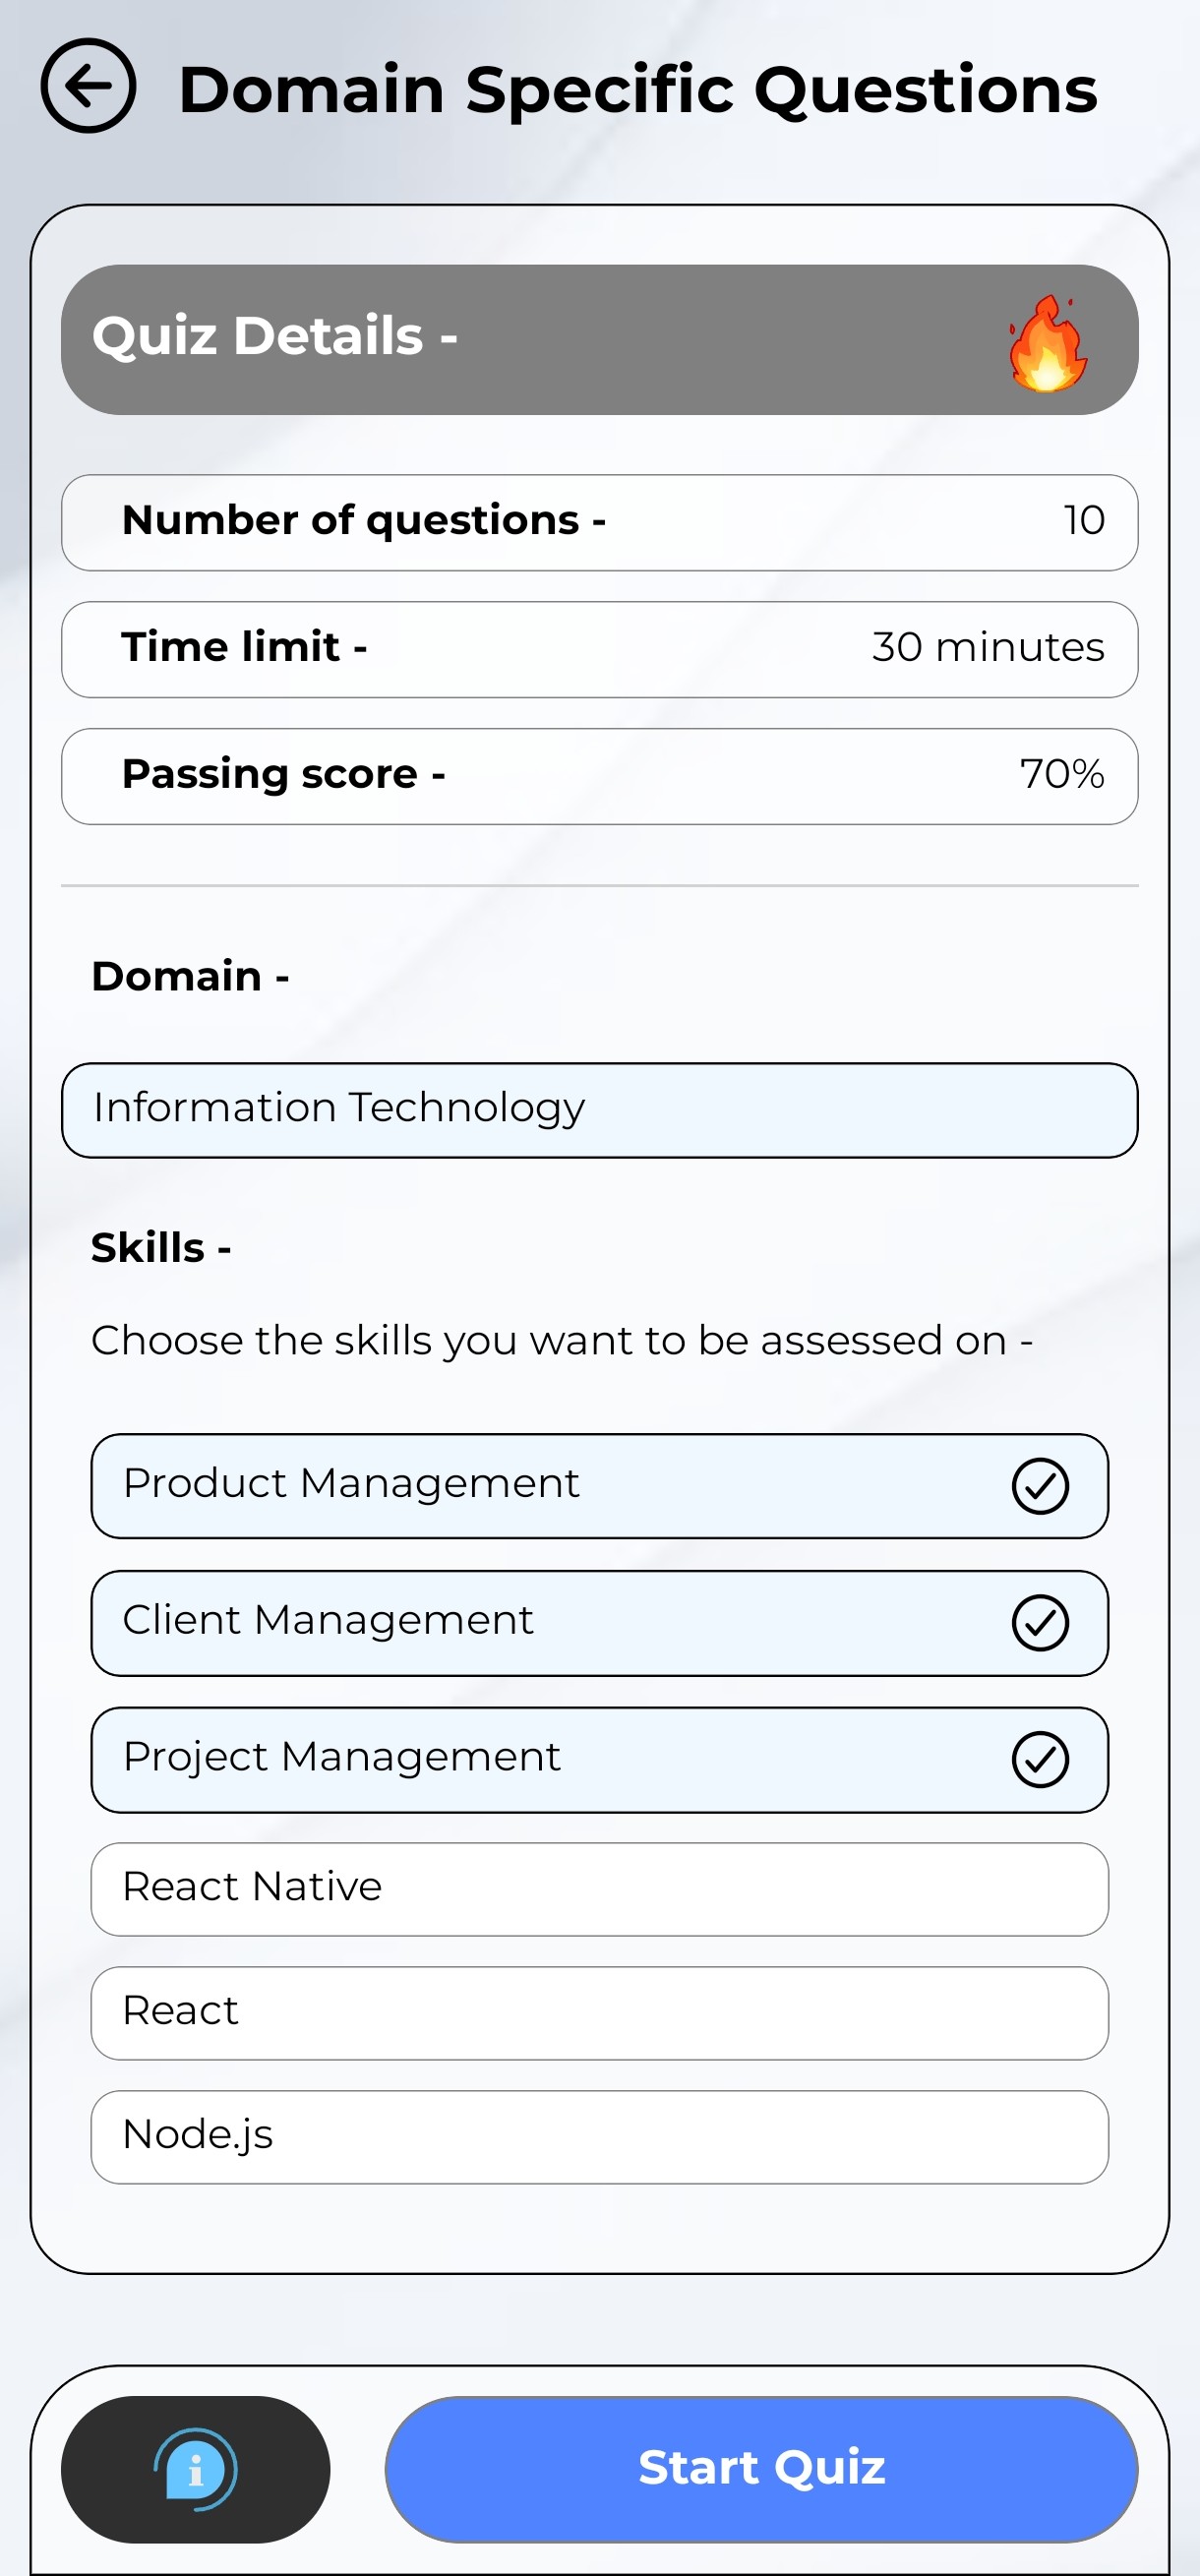 Domain Specific Questions
Quiz Details -
Number of questions - 10
Time limit - 30 minutes
Passing score - 70%
Domain -
Information Technology
Skills -
Choose the skills you want to be assessed on -
Product Management
Client Management
Project Management
React Native
React
Node.js
i Start Quiz